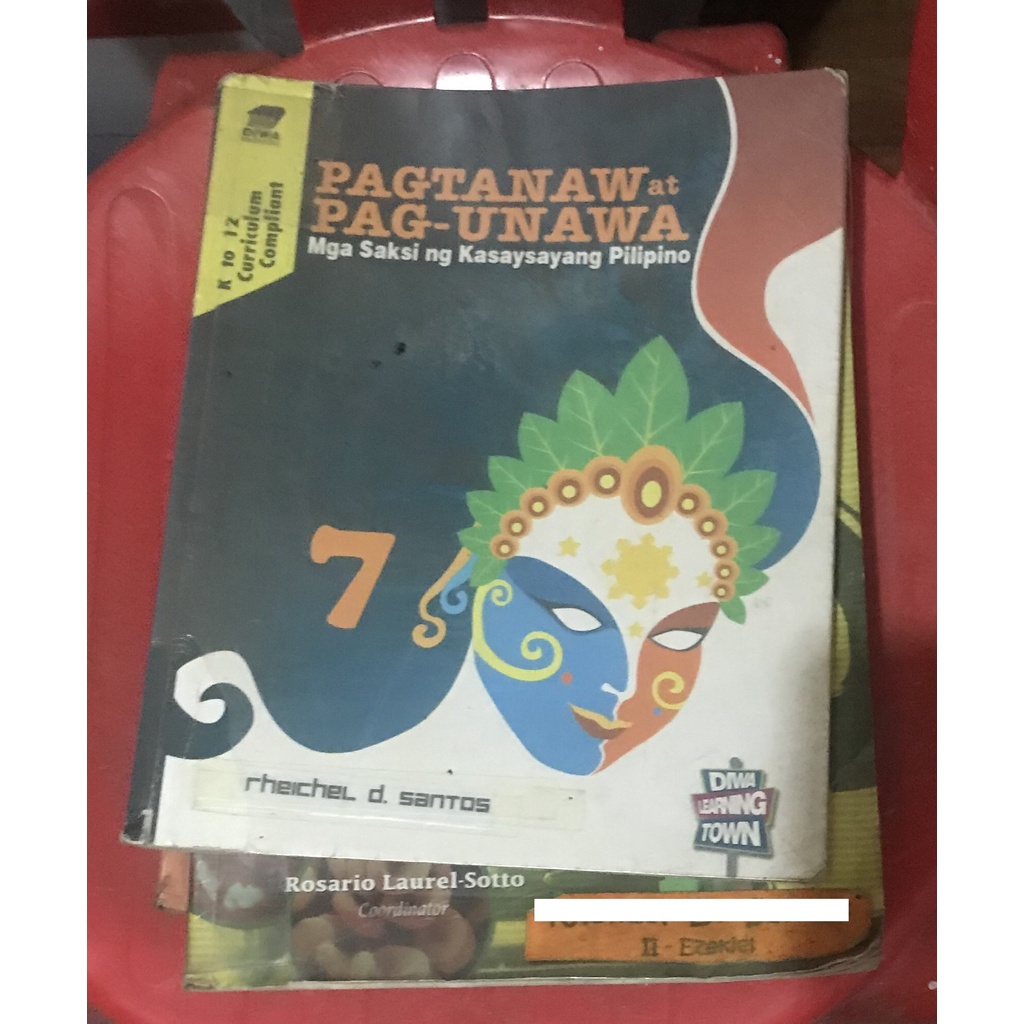 DIWA
K to 12
Curriculum
Compliant
PAGTANAW at
PAG-UNAWA
Mga Saksi ng Kasaysayang Pilipino
7
rheichel d. santos
DIWA
LEARNING
TOWN
Rosario Laurel-Sotto
Coordinator
II - Ezekiel